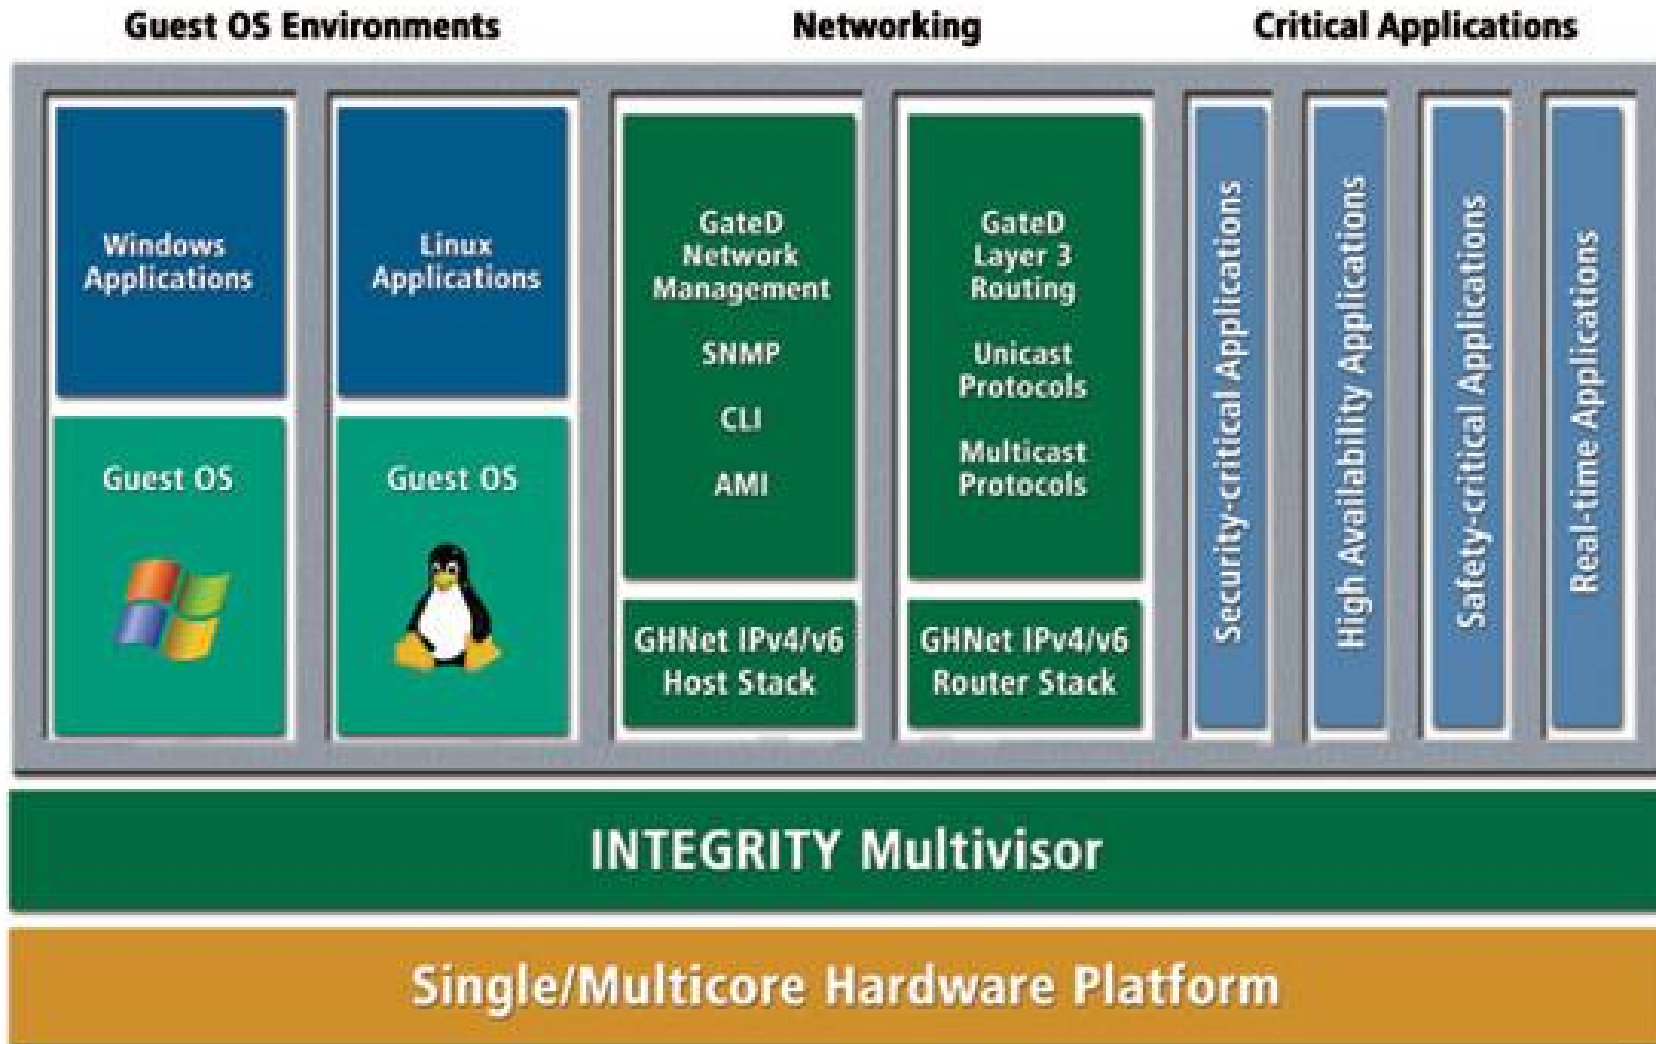 Guest OS Environments
Networking
Critical Applications
Windows
Applications
Guest OS
Linux
Applications
Guest OS
GateD
Network
Management
SNMP
CLI
AMI
GHNet IPv4/v6
Host Stack
GateD
Layer 3
Routing
Unicast
Protocols
Multicast
Protocols
GHNet IPv4/v6
Router Stack
Security-critical Applications
High Availability Applications
Safety-critical Applications
Real-time Applications
INTEGRITY Multivisor
Single/Multicore Hardware Platform